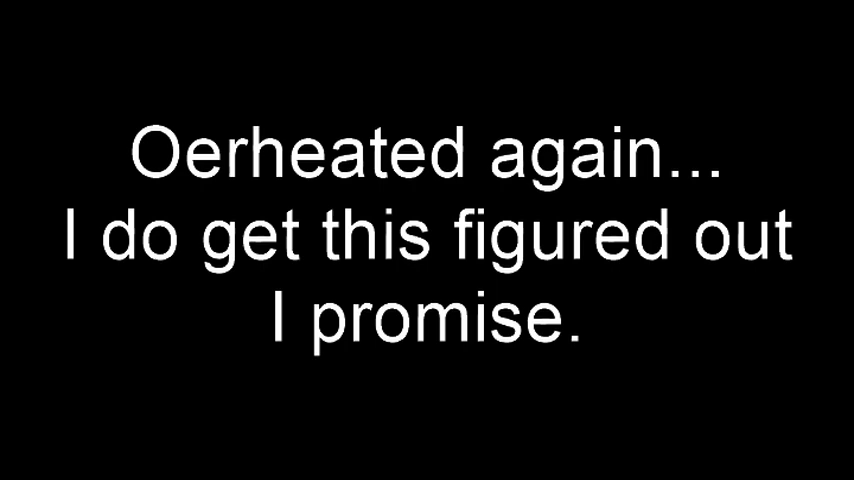 Oerheated again...
I do get this figured out
I promise.